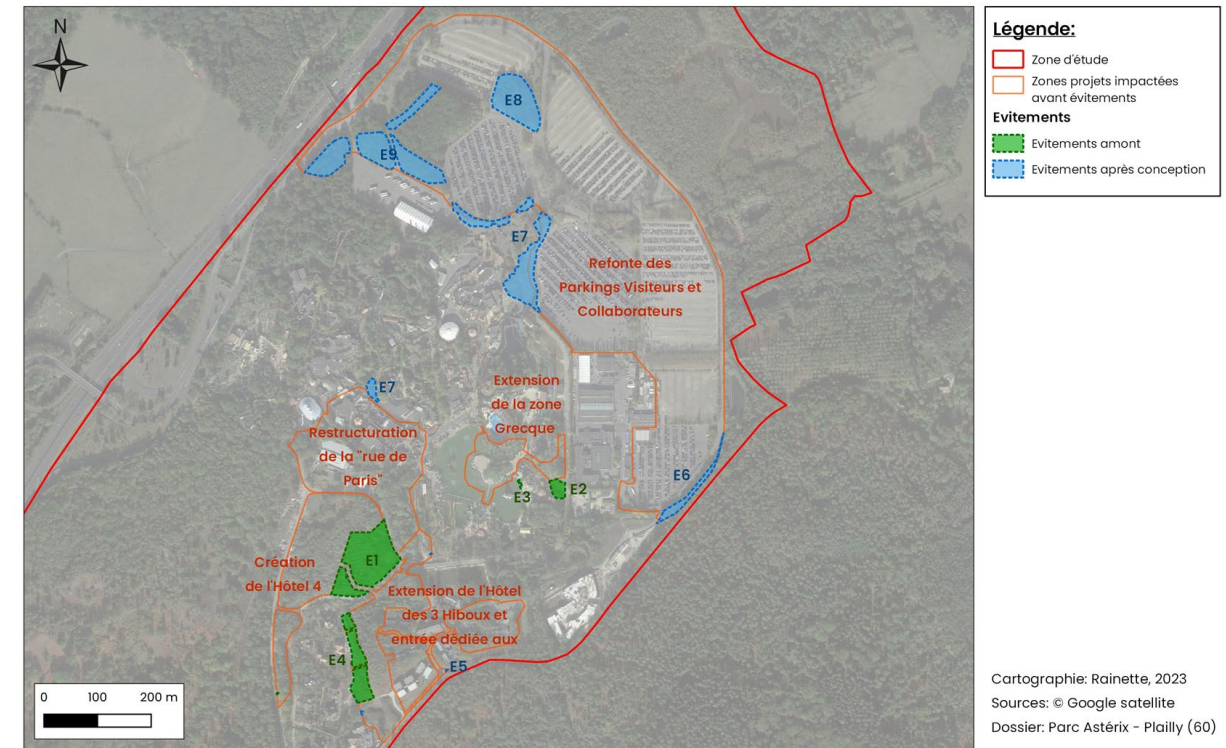 N
E8
E9
E7
Refonte des
Parkings Visiteurs et
Collaborateurs
E7
Extension
de la zone
Grecque
Restructuration
de la "rue de
Paris"
E6
E3
E2
E1
Création
de l'Hôtel 4
Extension de l'Hôtel
des 3 Hiboux et
entrée dédiée aux
E4
E5
0 100 200 m
Légende:
Zone d'étude
Zones projets impactées
avant évitements
Evitements
Evitements amont
Evitements après conception
Cartographie: Rainette, 2023
Sources: © Google satellite
Dossier: Parc Astérix - Plailly (60)